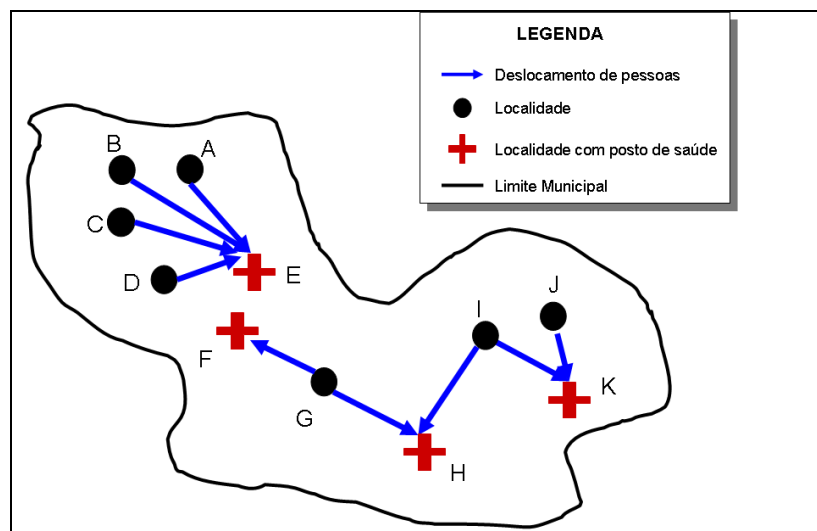 LEGENDA
Deslocamento de pessoas
Localidade
Localidade com posto de saúde
Limite Municipal
B
A
C
D
E
F
G
H
I
J
K